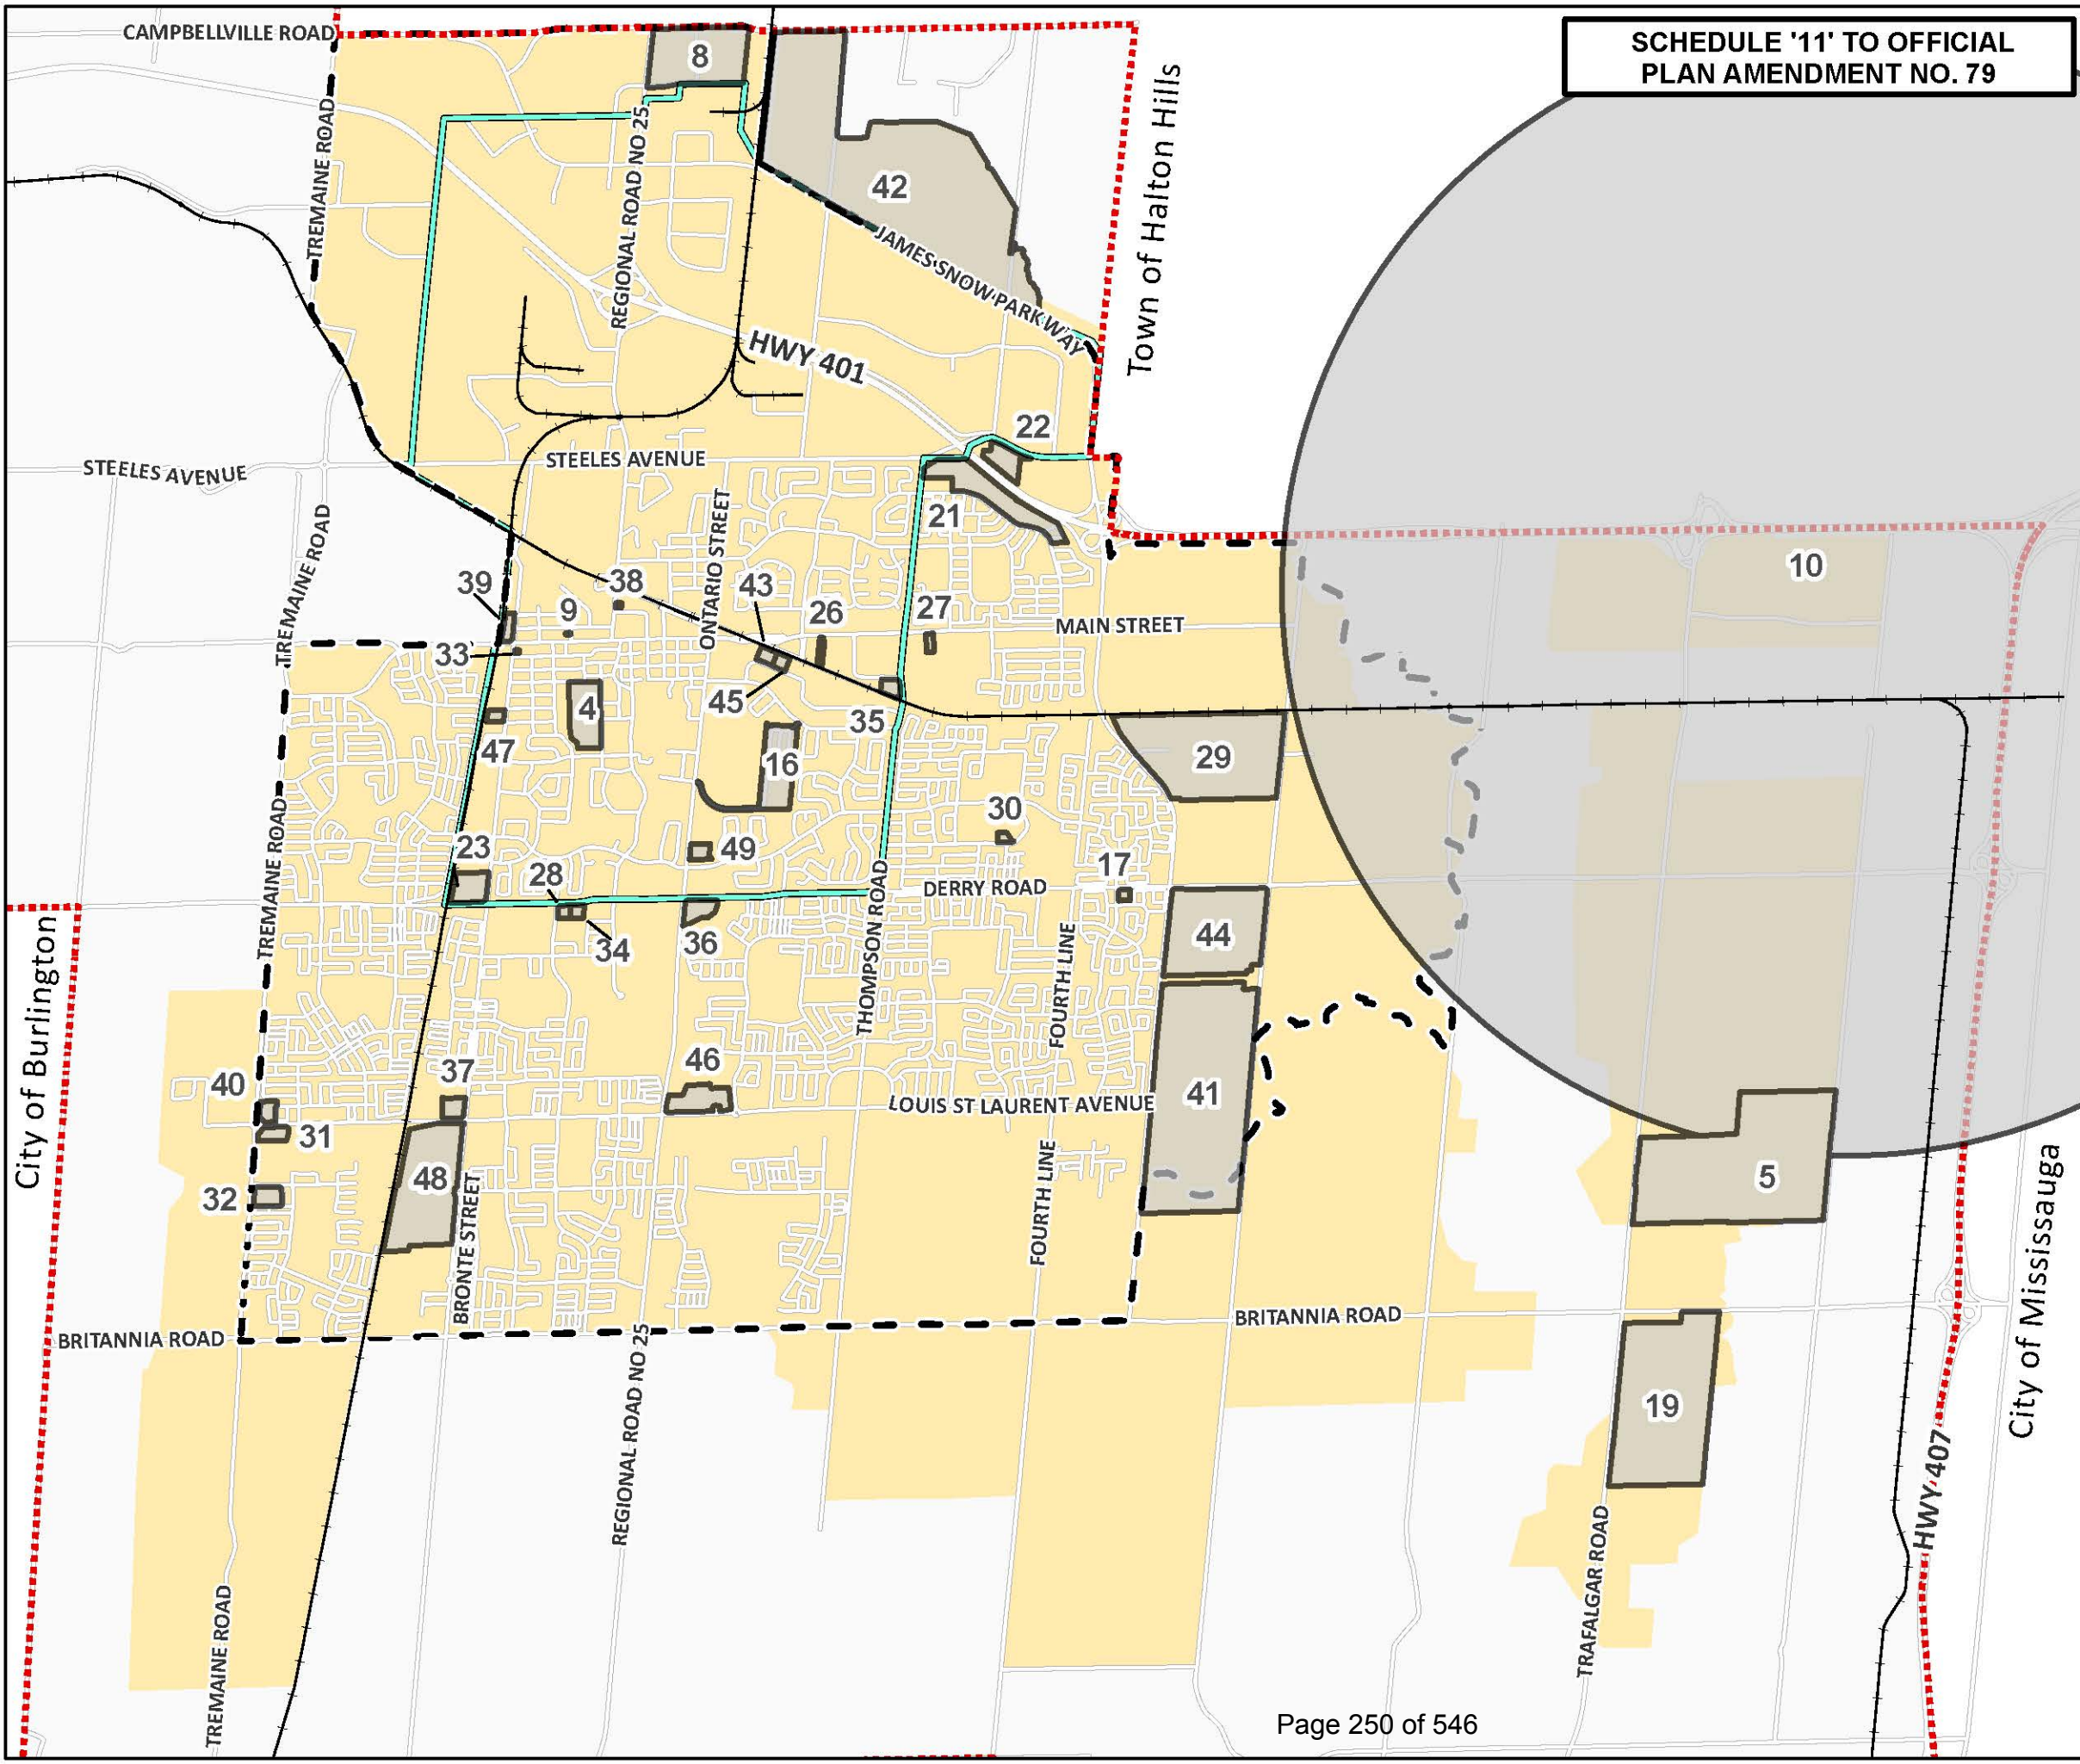 SCHEDULE '11' TO OFFICIAL
PLAN AMENDMENT NO. 79
CAMPBELLVILLE ROAD
8
TREMAINE ROAD
REGIONAL ROAD NO 25
42
JAMES SNOW PARKWAY
Town of Halton Hills
HWY 401
22
STEELES AVENUE
STEELES AVENUE
21
ONTARIO STREET
TREMAINE ROAD
10
39
38
43
9
26
27
MAIN STREET
33
45
4
35
47
16
29
30
TREMAINE ROAD
23
49
28
17
DERRY ROAD
THOMPSON ROAD
34
36
44
FOURTH LINE
City of Burlington
46
37
40
LOUIS ST LAURENT AVENUE
41
31
48
32
5
BRONTE STREET
FOURTH LINE
City of Mississauga
BRITANNIA ROAD
BRITANNIA ROAD
REGIONAL ROAD NO 25
19
HWY 407
TRAFALGAR ROAD
TREMAINE ROAD
Page 250 of 546